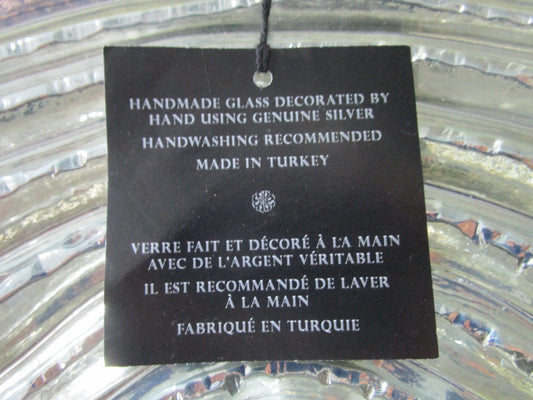 HANDMADE GLASS DECORATED BY
HAND USING GENUINE SILVER
HANDWASHING RECOMMENDED
MADE IN TURKEY
VERRE FAIT ET DÉCORÉ À L'A MAIN
AVEC DE L'ARGENT VÉRITABLE
IL EST RECOMMANDÉ DE LAVER
À LA MAIN
FABRIQUÉ EN TURQUIE